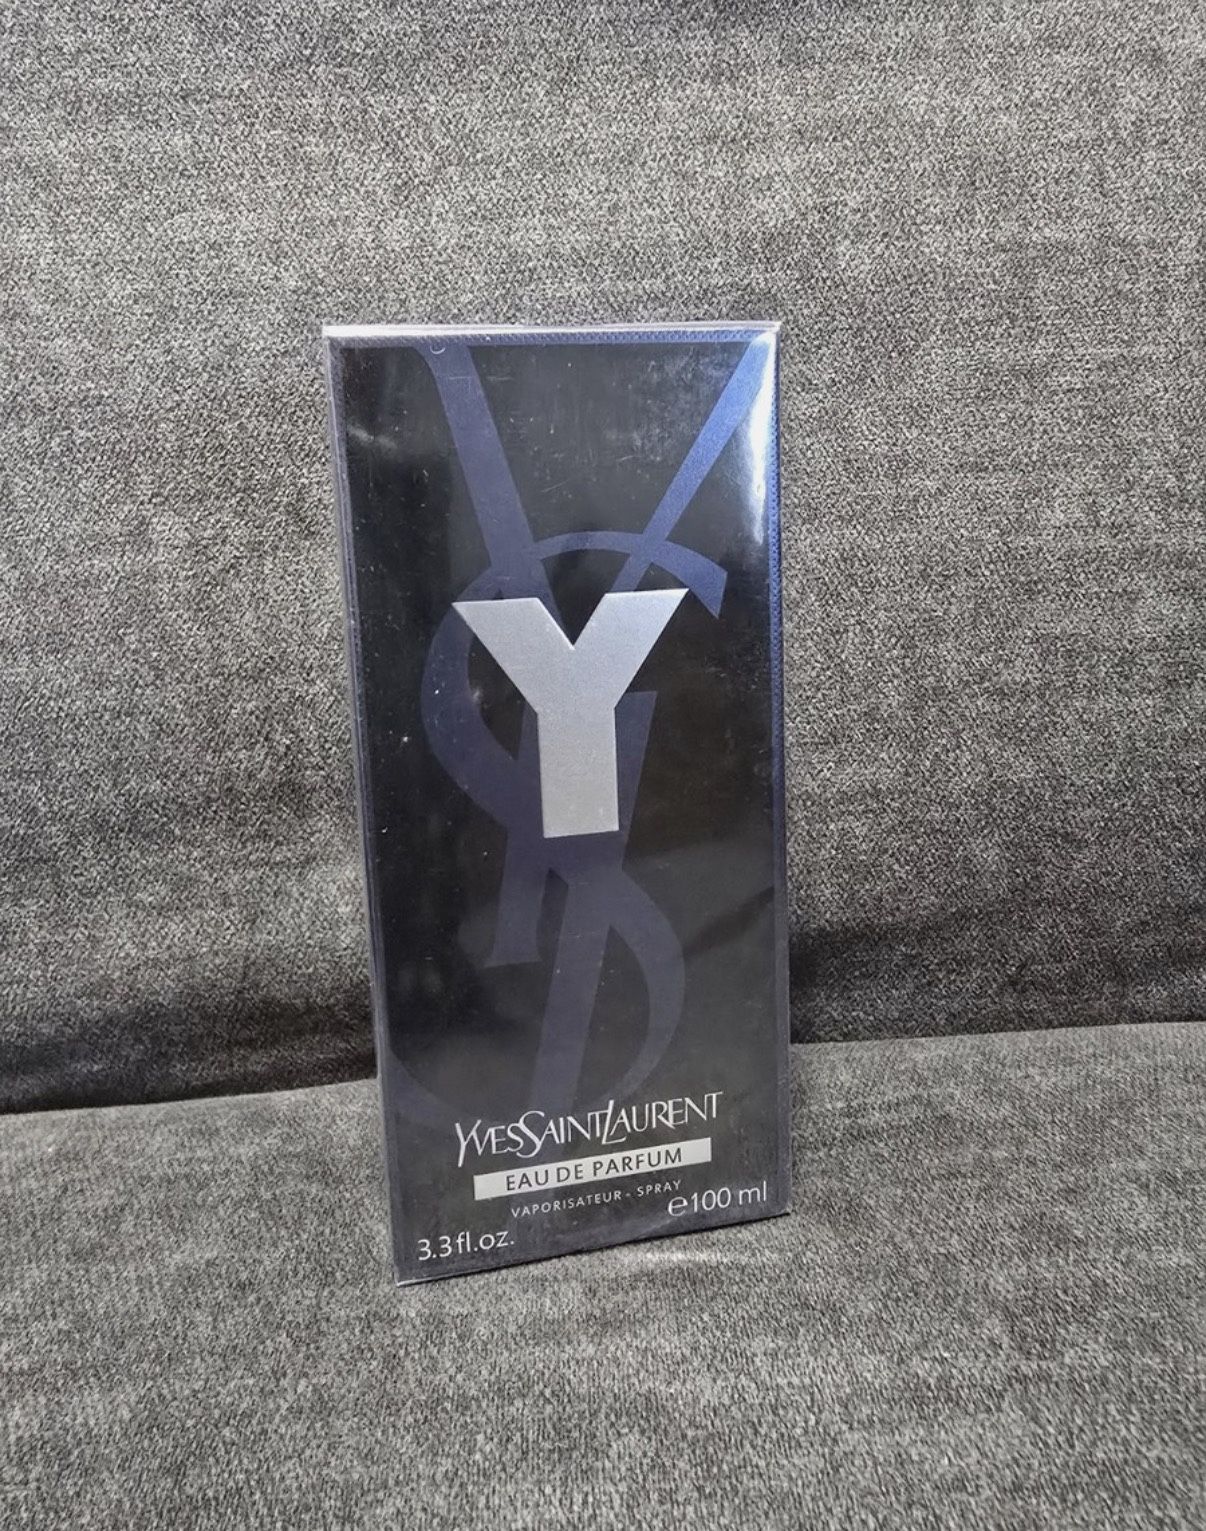 Y
YVESSAINTLAURENT
EAU DE PARFUM
VAPORISATEUR - SPRAY
3.3 fl.oz. ℮100 ml